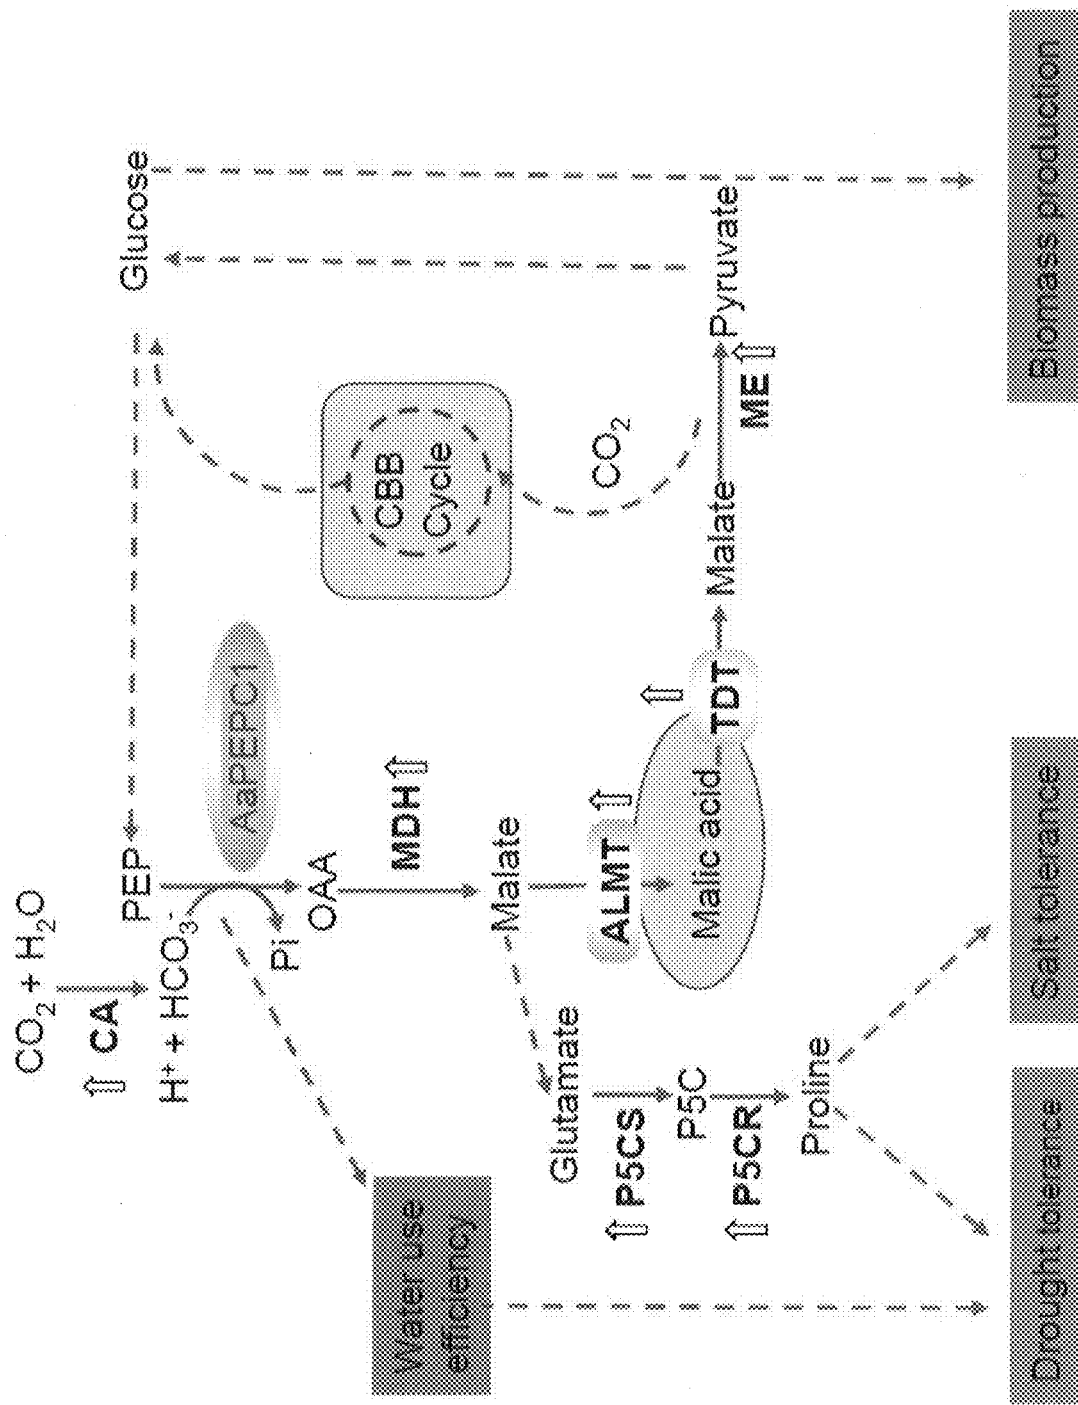 CO2 + H2O
CA
H+ + HCO3-
PEP
Glucose
AaPEPC1
Pi
OAA
MDH
CBB
Cycle
Water use
efficiency
Malate
Glutamate
P5CS
P5C
P5CR
Proline
ALMT
Malic acid
TDT
Malate
CO2
ME
Pyruvate
Drought tolerance
Salt tolerance
Biomass production